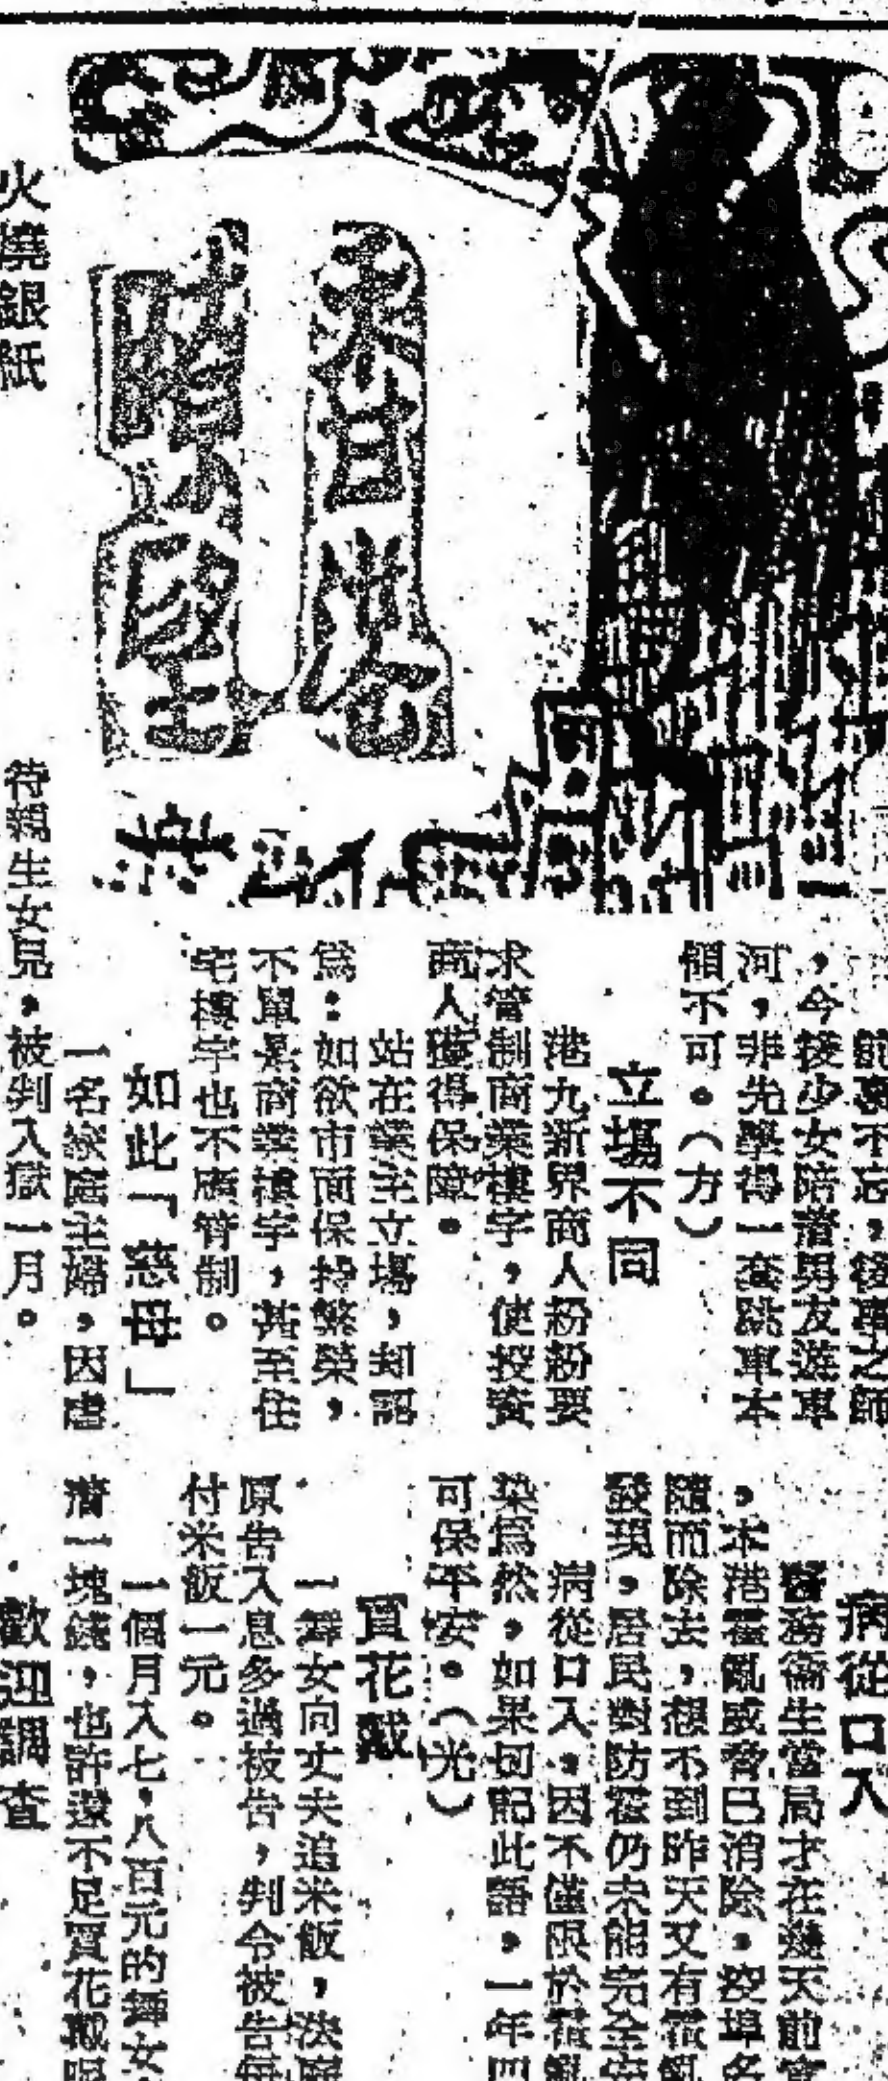 前事不忘，後事之師
，今後少女陪着男友遊車
河，非先學得一套跳車本
領不可。（方）
立場不同
港九新界商人紛紛要
求管制商業樓宇，使投資
商人獲得保障。
站在業主立場，却認
爲：如欲市面保持繁榮，
不單是商業樓宇，甚至住
宅樓宇也不應管制。
如此「慈母」
一名家庭主婦，因虐
待親生女兒，被判入獄一月。
火燒銀紙
病從口入
醫務衞生當局才在幾天前宣
，本港霍亂威脅已消除，疫埠名
隨而除去，想不到昨天又有霍亂
發現，居民對防疫仍未能完全安
病從口入，因不僅限於霍亂
染爲然，如果切記此語，一年四
可保平安。（光）
買花戴
一舞女向丈夫追米飯，法庭
原告入息多過被告，判令被告每
付米飯一元。
一個月入七，八百元的舞女
濟一塊錢，也許還不足買花戴呢
歡迎調查